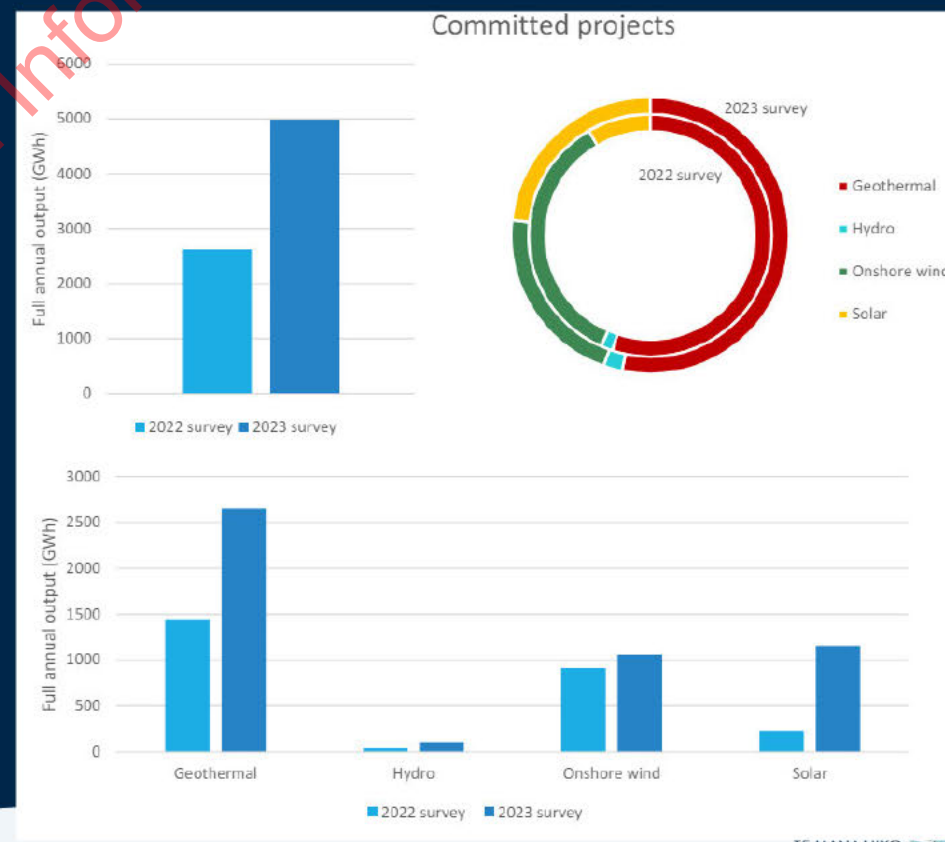 Committed projects
6000
5000
4000
3000
2000
1000
0
Full annual output (GWh)
2022 survey 2023 survey
2023 survey
2022 survey
Geothermal
Hydro
Onshore wind
Solar
3000
2500
2000
1500
1000
500
0
Full annual output (GWh)
Geothermal Hydro Onshore wind Solar
2022 survey 2023 survey